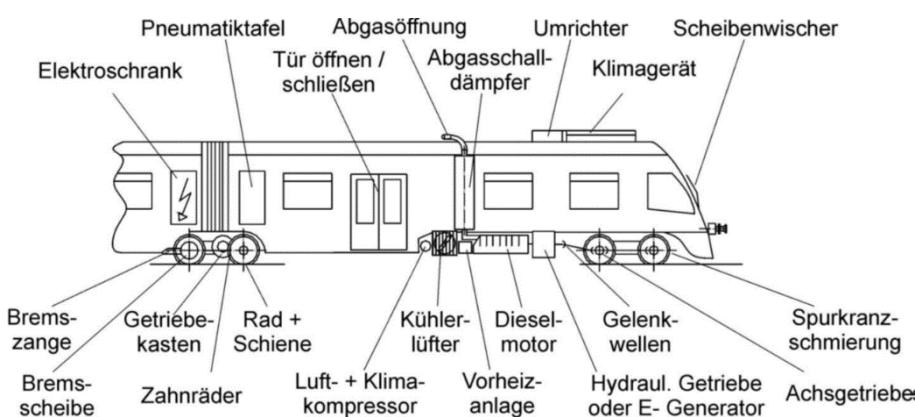 Pneumatiktafel
Abgasöffnung
Umrichter
Scheibenwischer
Elektroschrank
Tür öffnen /
schließen
Abgasschall-
dämpfer
Klimagerät
Brems-
zange
Getriebe-
kasten
Rad +
Schiene
Kühler-
lüfter
Diesel-
motor
Gelenk-
wellen
Spurkranz-
schmierung
Brems-
scheibe
Zahnräder
Luft- + Klima-
kompressor
Vorheiz-
anlage
Hydraul. Getriebe
oder E- Generator
Achsgetriebe